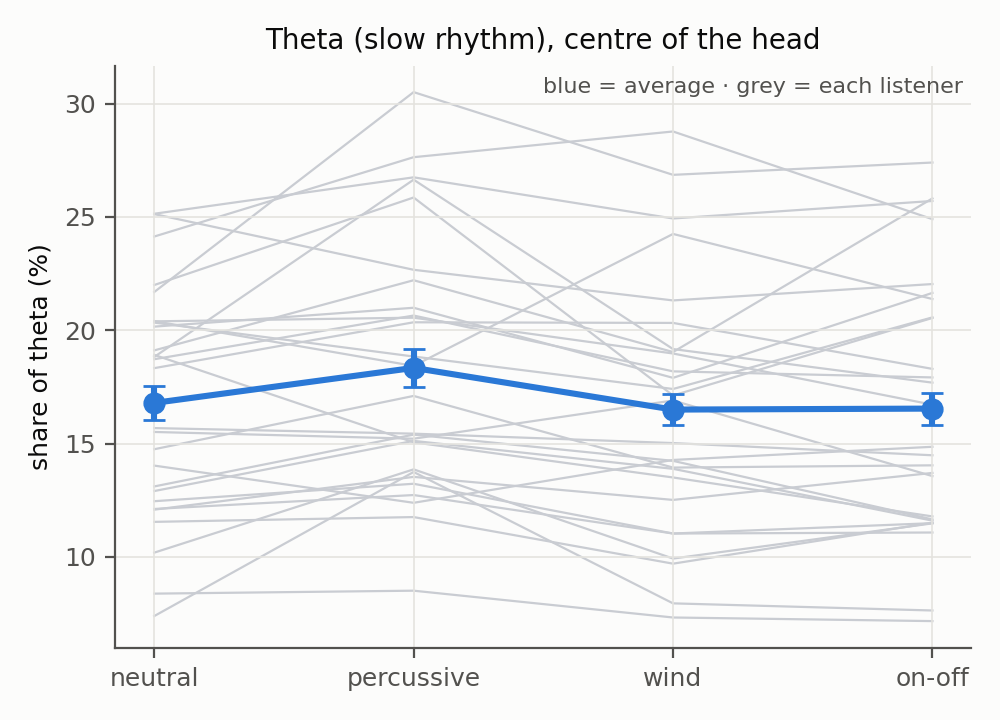 Theta (slow rhythm), centre of the head
blue = average · grey = each listener
share of theta (%)
30
25
20
15
10
neutral
percussive
wind
on-off